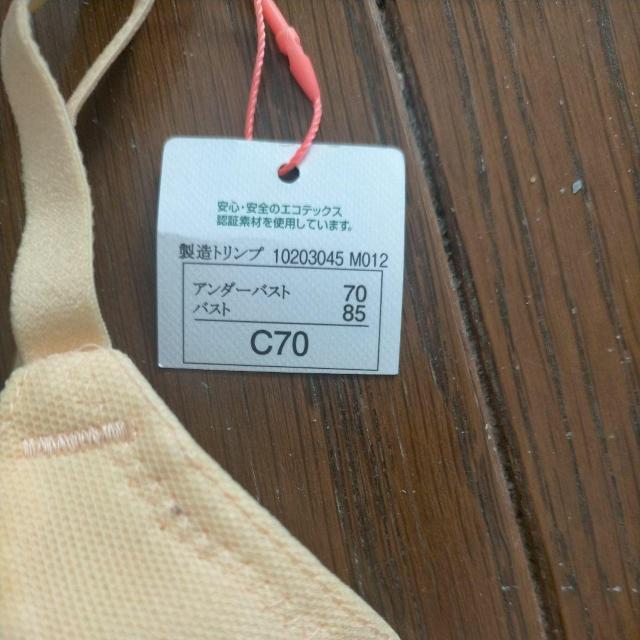 安心・安全のエコテックス
認証素材を使用しています。
製造トリンプ 10203045 M012
アンダーバスト 70
バスト 85
C70